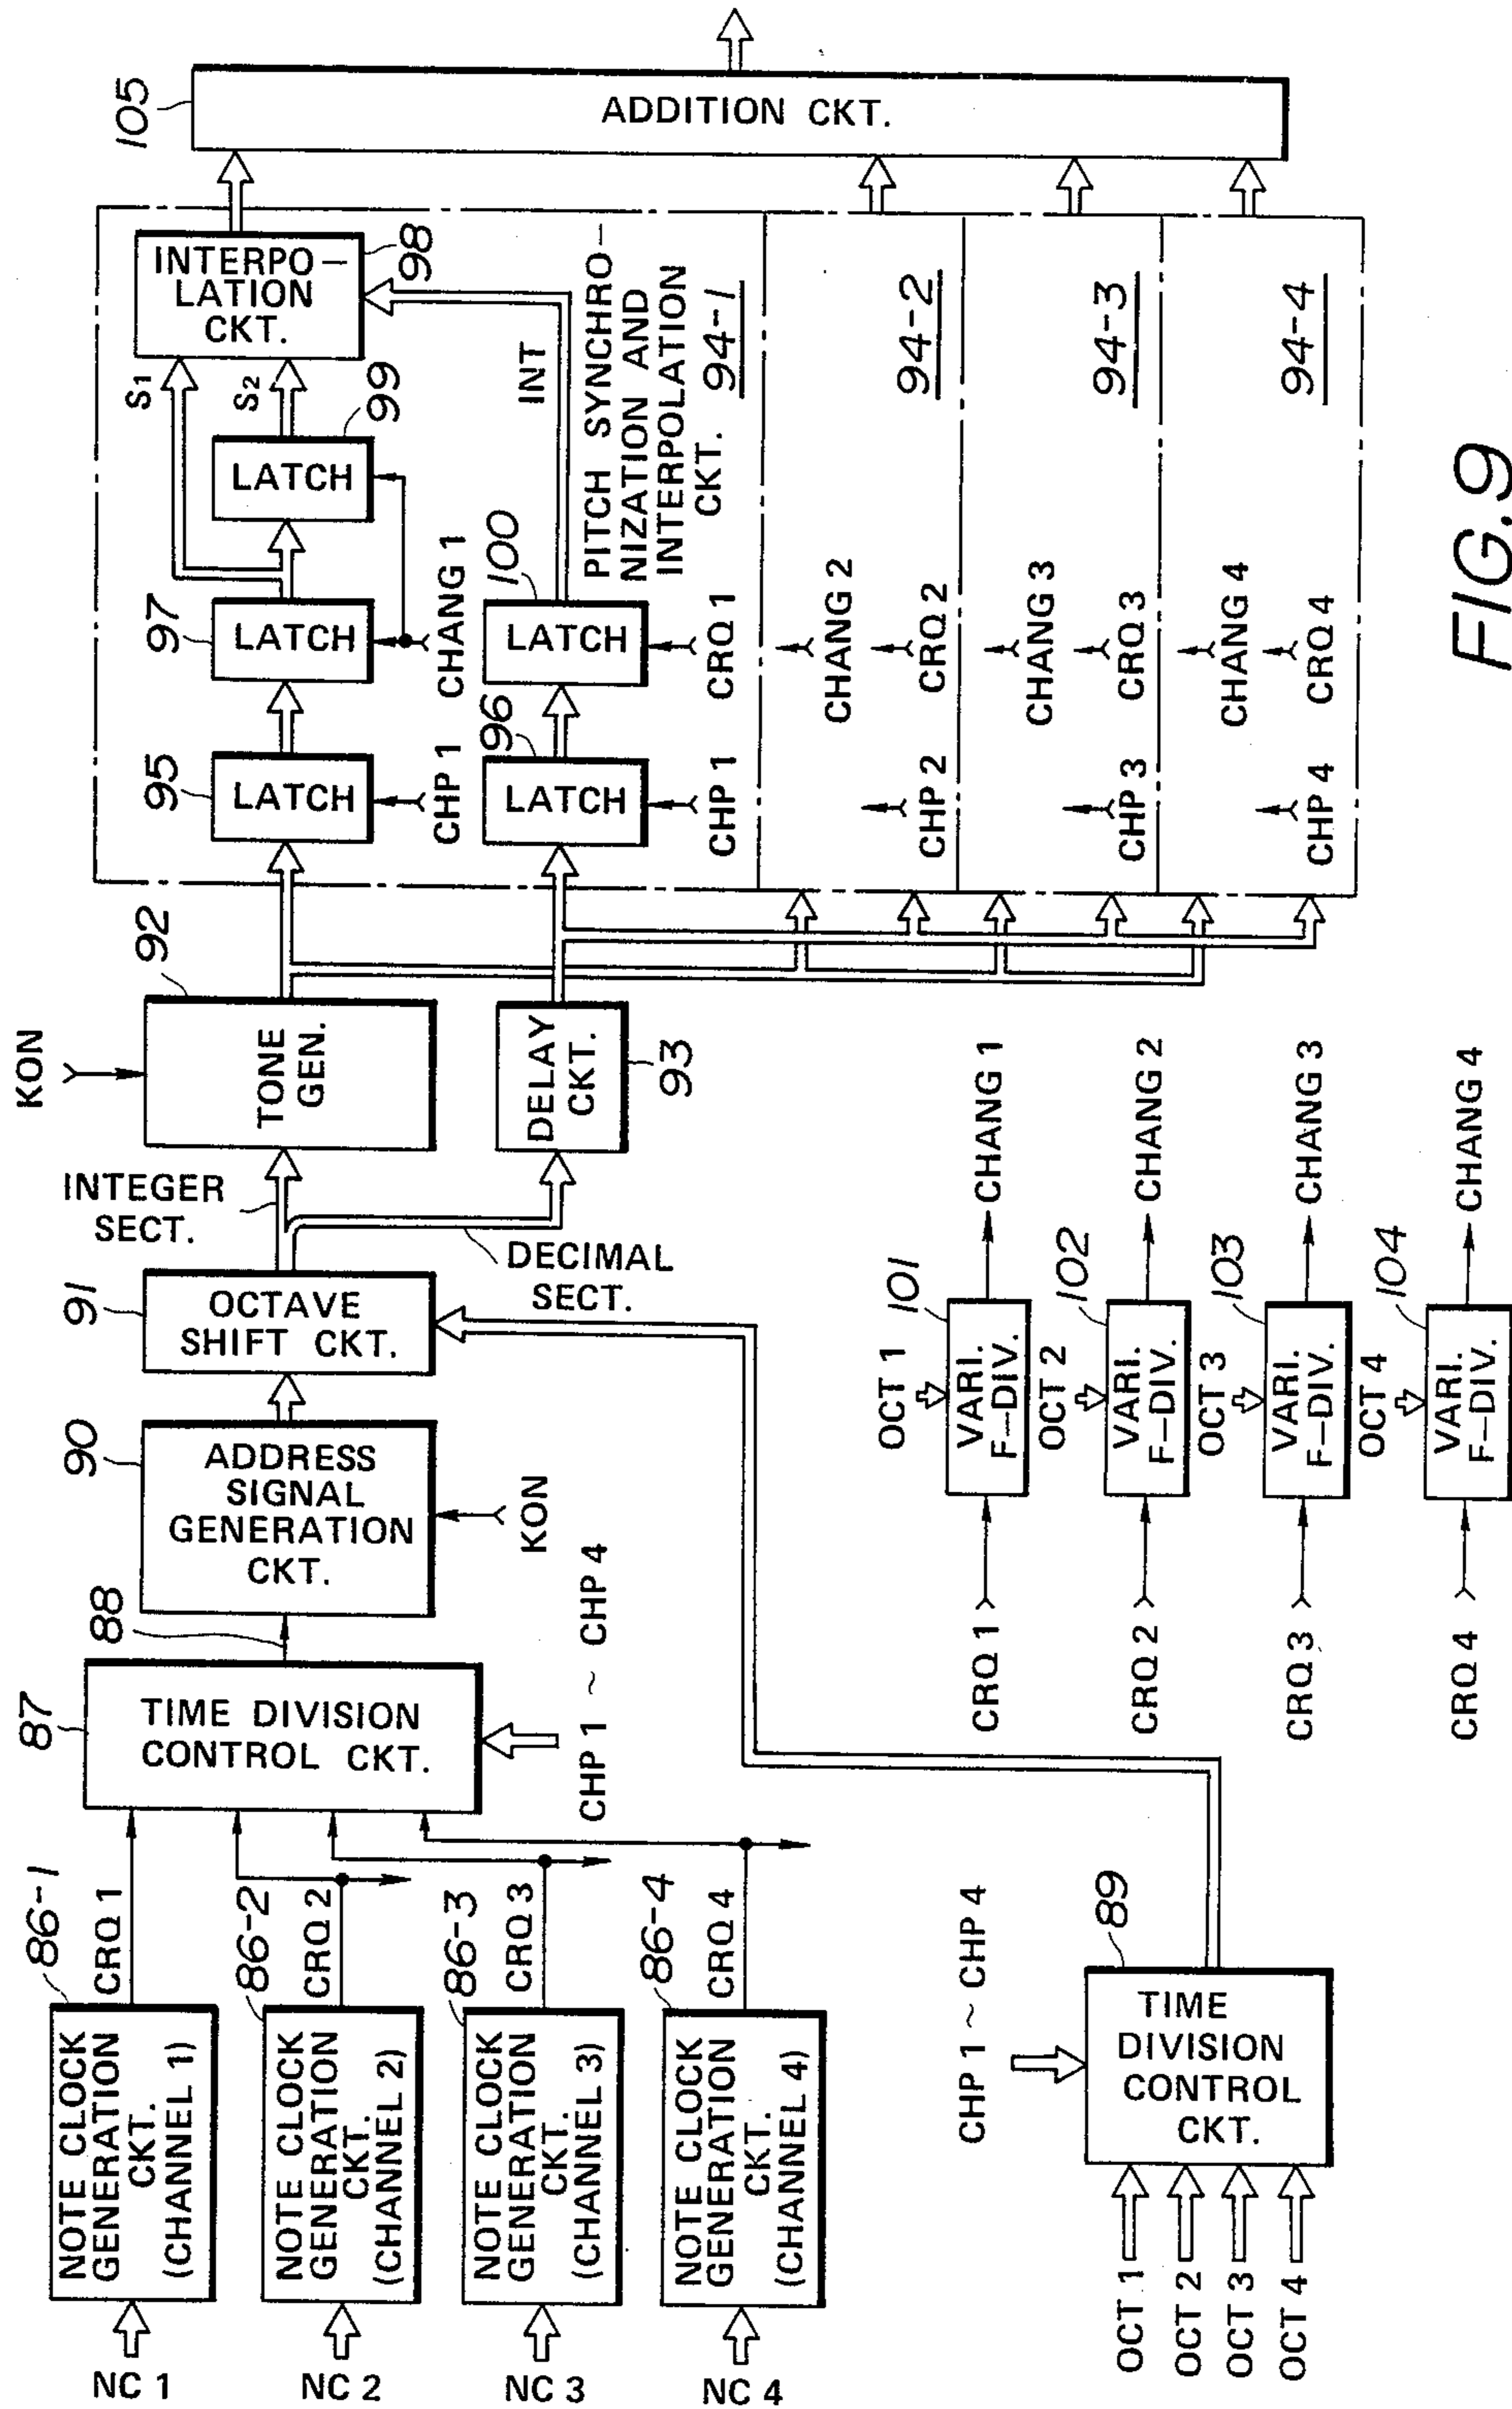 NC 1
NOTE CLOCK
GENERATION
CKT.
(CHANNEL 1)
86-1
CRQ 1
NC 2
NOTE CLOCK
GENERATION
CKT.
(CHANNEL 2)
86-2
CRQ 2
NC 3
NOTE CLOCK
GENERATION
CKT.
(CHANNEL 3)
86-3
CRQ 3
NC 4
NOTE CLOCK
GENERATION
CKT.
(CHANNEL 4)
86-4
CRQ 4
87
TIME DIVISION
CONTROL CKT.
CHP 1 ~ CHP 4
88
90
ADDRESS
SIGNAL
GENERATION
CKT.
KON
91
OCTAVE
SHIFT CKT.
INTEGER
SECT.
DECIMAL
SECT.
KON
92
TONE
GEN.
DELAY
CKT.
93
95
LATCH
CHP 1
97
LATCH
CHANG 1
LATCH
99
S1
S2
INTERPO-
LATION
CKT.
98
96
LATCH
CHP 1
100
LATCH
CRQ 1
INT
PITCH SYNCHRO-
NIZATION AND
INTERPOLATION
CKT. 94-1
CHP 2
CHANG 2
CRQ 2
94-2
CHP 3
CHANG 3
CRQ 3
94-3
CHP 4
CHANG 4
CRQ 4
94-4
105
ADDITION CKT.
OCT 1
OCT 2
OCT 3
OCT 4
CHP 1 ~ CHP 4
89
TIME
DIVISION
CONTROL
CKT.
CRQ 1
OCT 1
VARI.
F-DIV.
101
CHANG 1
CRQ 2
OCT 2
VARI.
F-DIV.
102
CHANG 2
CRQ 3
OCT 3
VARI.
F-DIV.
103
CHANG 3
CRQ 4
OCT 4
VARI.
F-DIV.
104
CHANG 4
FIG.9